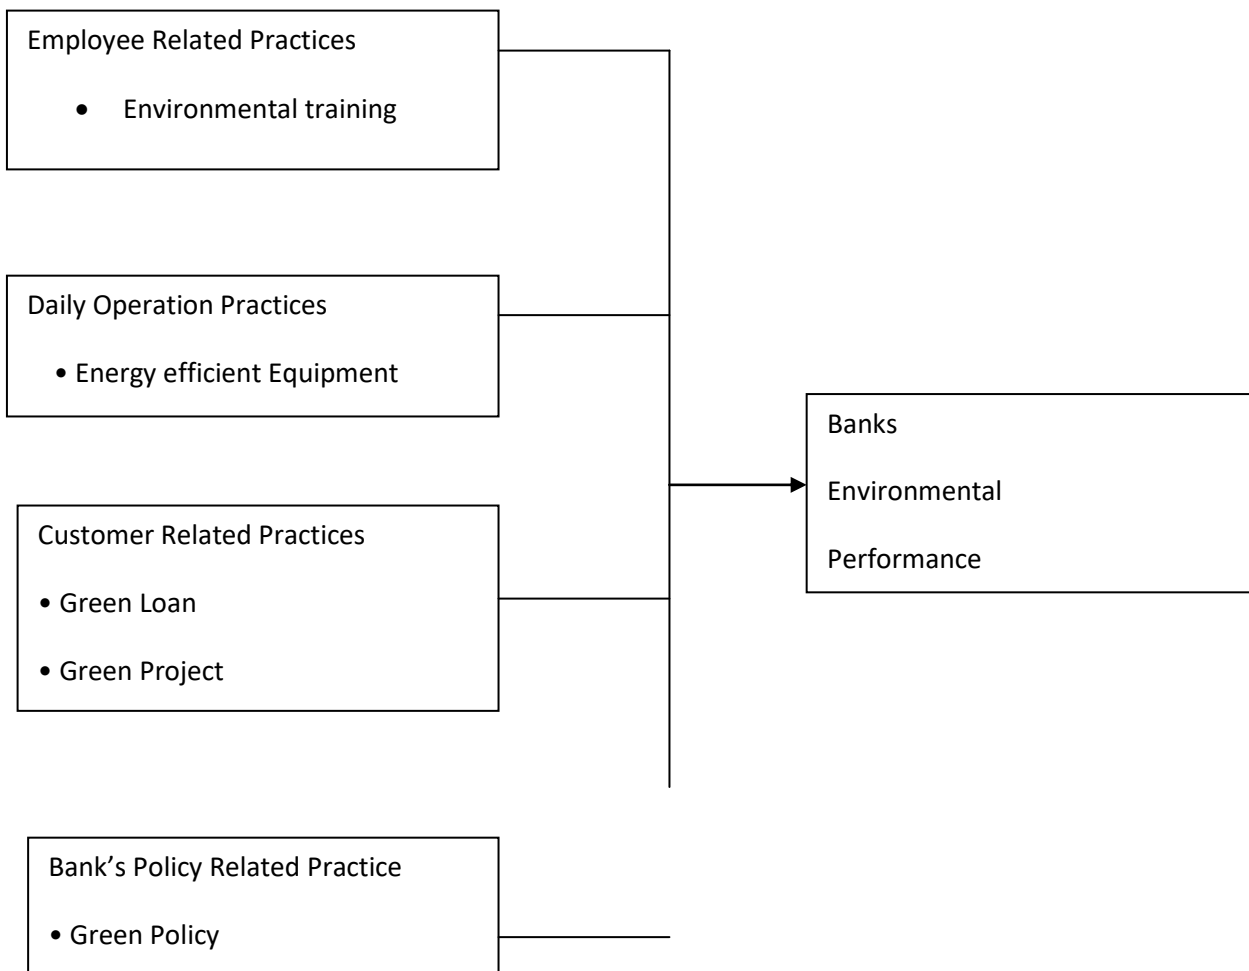 Employee Related Practices
• Environmental training
Daily Operation Practices
• Energy efficient Equipment
Customer Related Practices
• Green Loan
• Green Project
Banks
Environmental
Performance
Bank’s Policy Related Practice
• Green Policy